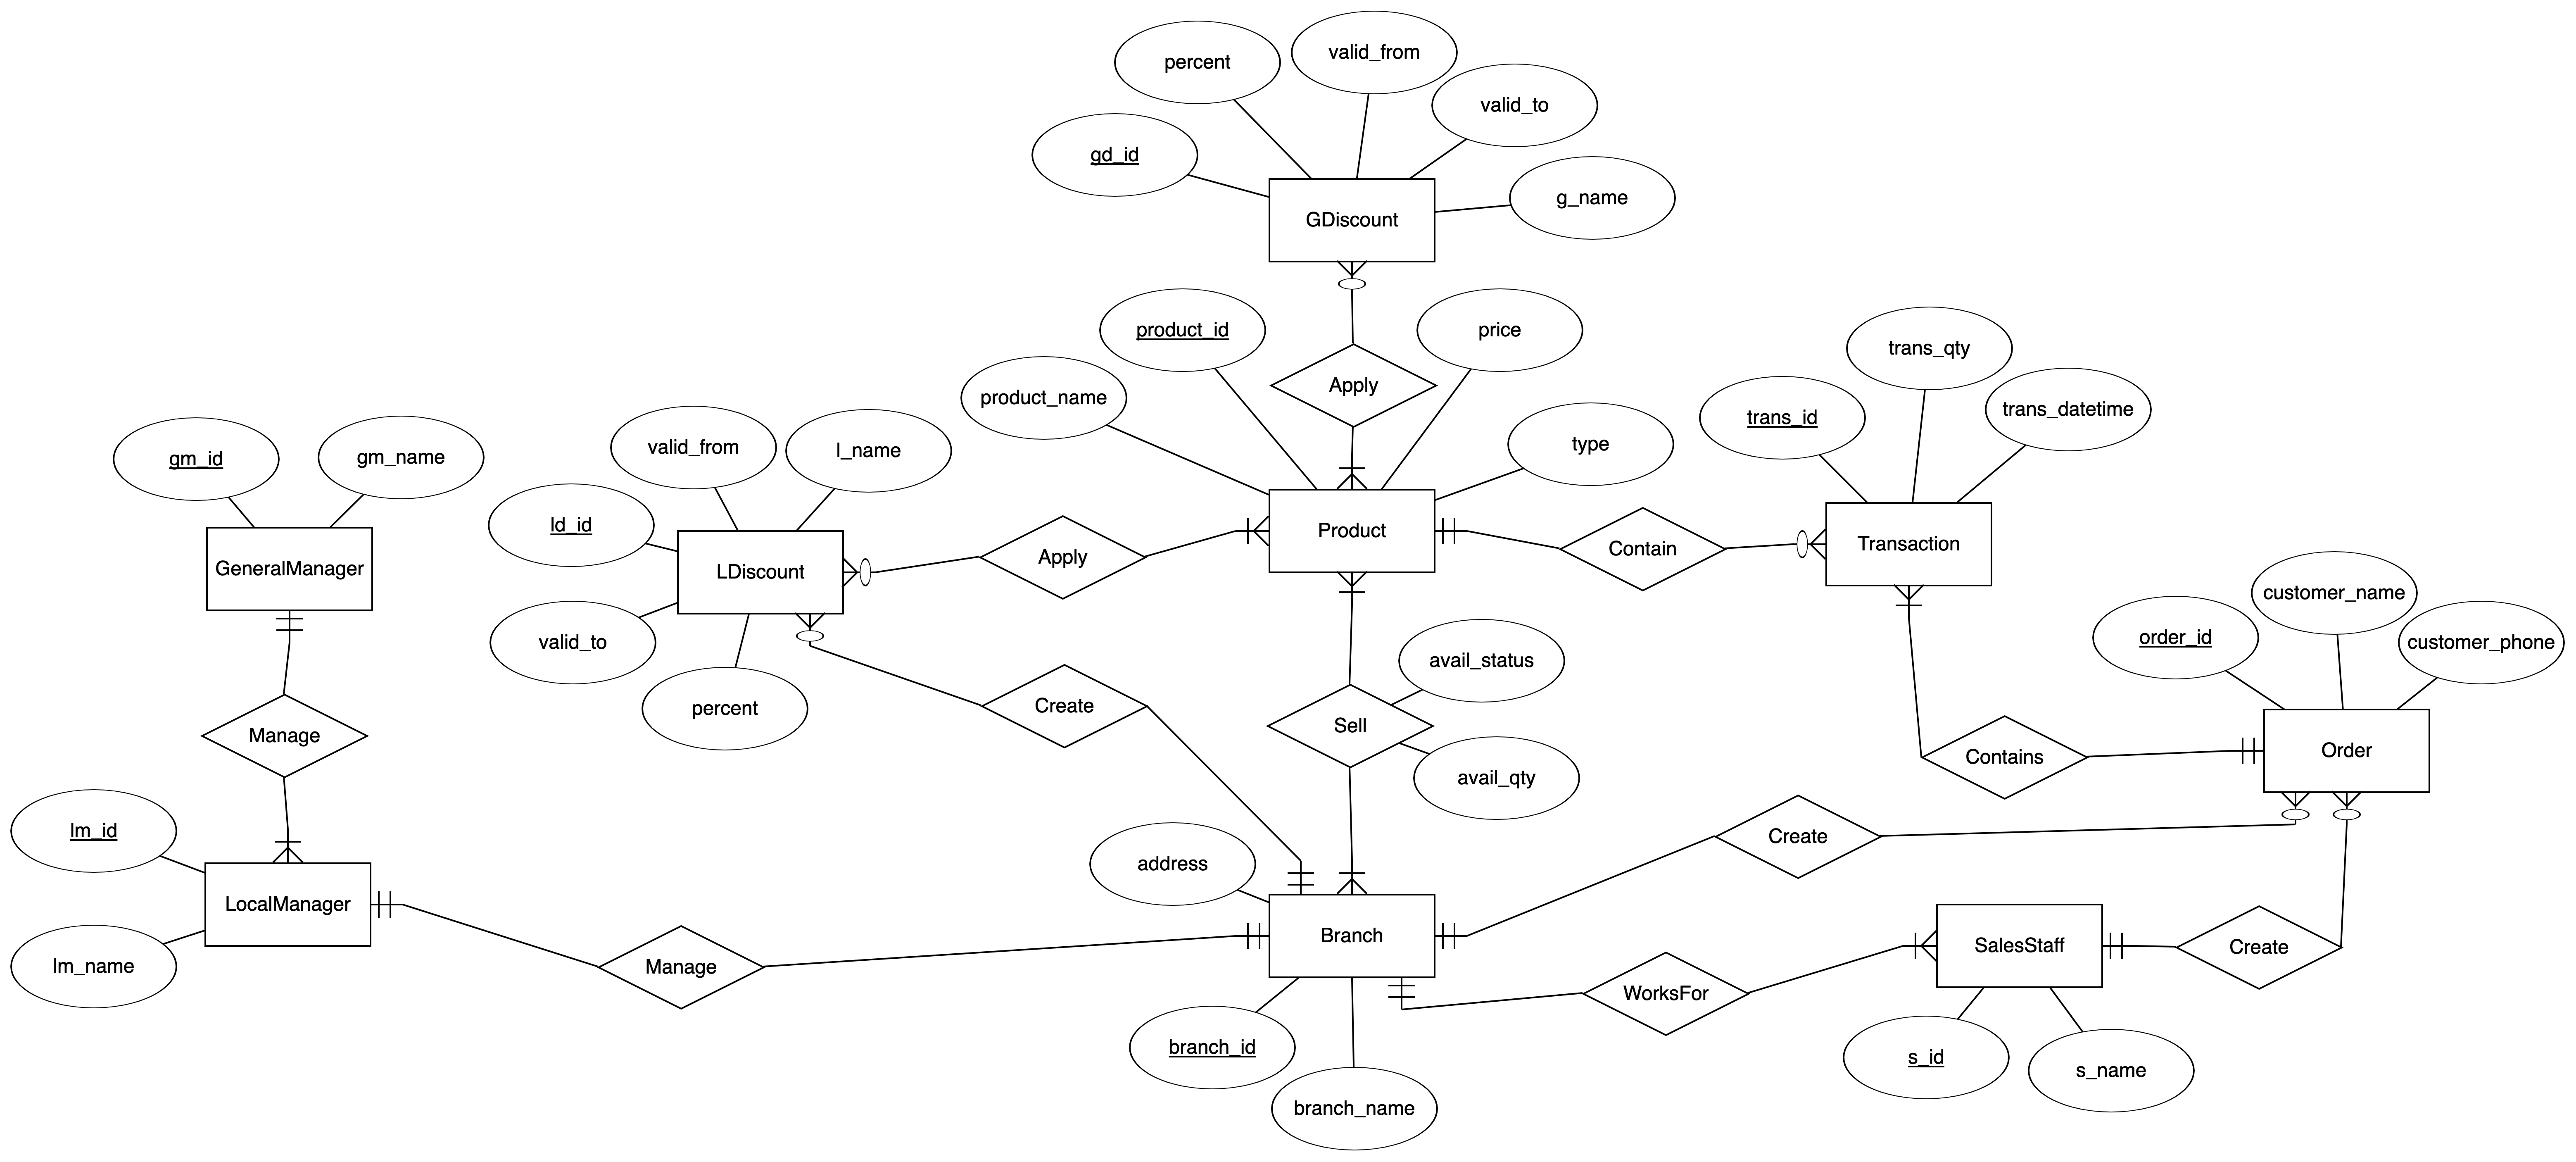 percent
valid_from
valid_to
gd_id
g_name
GDiscount
product_id
price
product_name
Apply
type
trans_qty
trans_id
trans_datetime
gm_id
gm_name
valid_from
l_name
ld_id
GeneralManager
LDiscount
Apply
Product
Contain
Transaction
valid_to
percent
Create
avail_status
Sell
avail_qty
order_id
customer_name
customer_phone
Contains
Order
Manage
lm_id
LocalManager
lm_name
Manage
address
Branch
Create
branch_id
branch_name
WorksFor
SalesStaff
Create
s_id
s_name